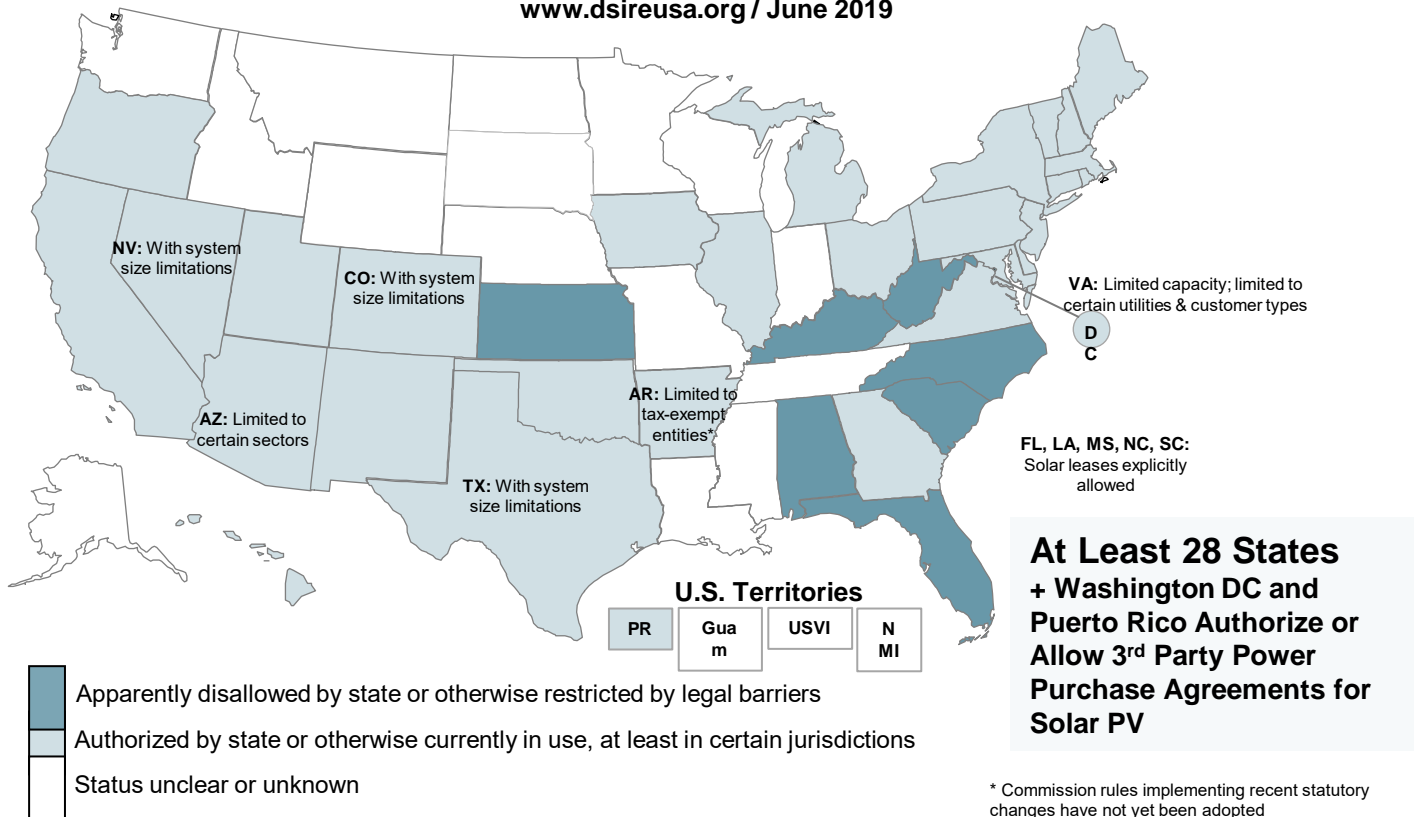 www.dsireusa.org / June 2019
NV: With system
size limitations
CO: With system
size limitations
VA: Limited capacity; limited to
certain utilities & customer types
D
C
AR: Limited to
tax-exempt
entities*
AZ: Limited to
certain sectors
FL, LA, MS, NC, SC:
Solar leases explicitly
allowed
TX: With system
size limitations
At Least 28 States
+ Washington DC and
Puerto Rico Authorize or
Allow 3rd Party Power
Purchase Agreements for
Solar PV
U.S. Territories
PR
Gua
m
USVI
N
MI
Apparently disallowed by state or otherwise restricted by legal barriers
Authorized by state or otherwise currently in use, at least in certain jurisdictions
Status unclear or unknown
* Commission rules implementing recent statutory
changes have not yet been adopted